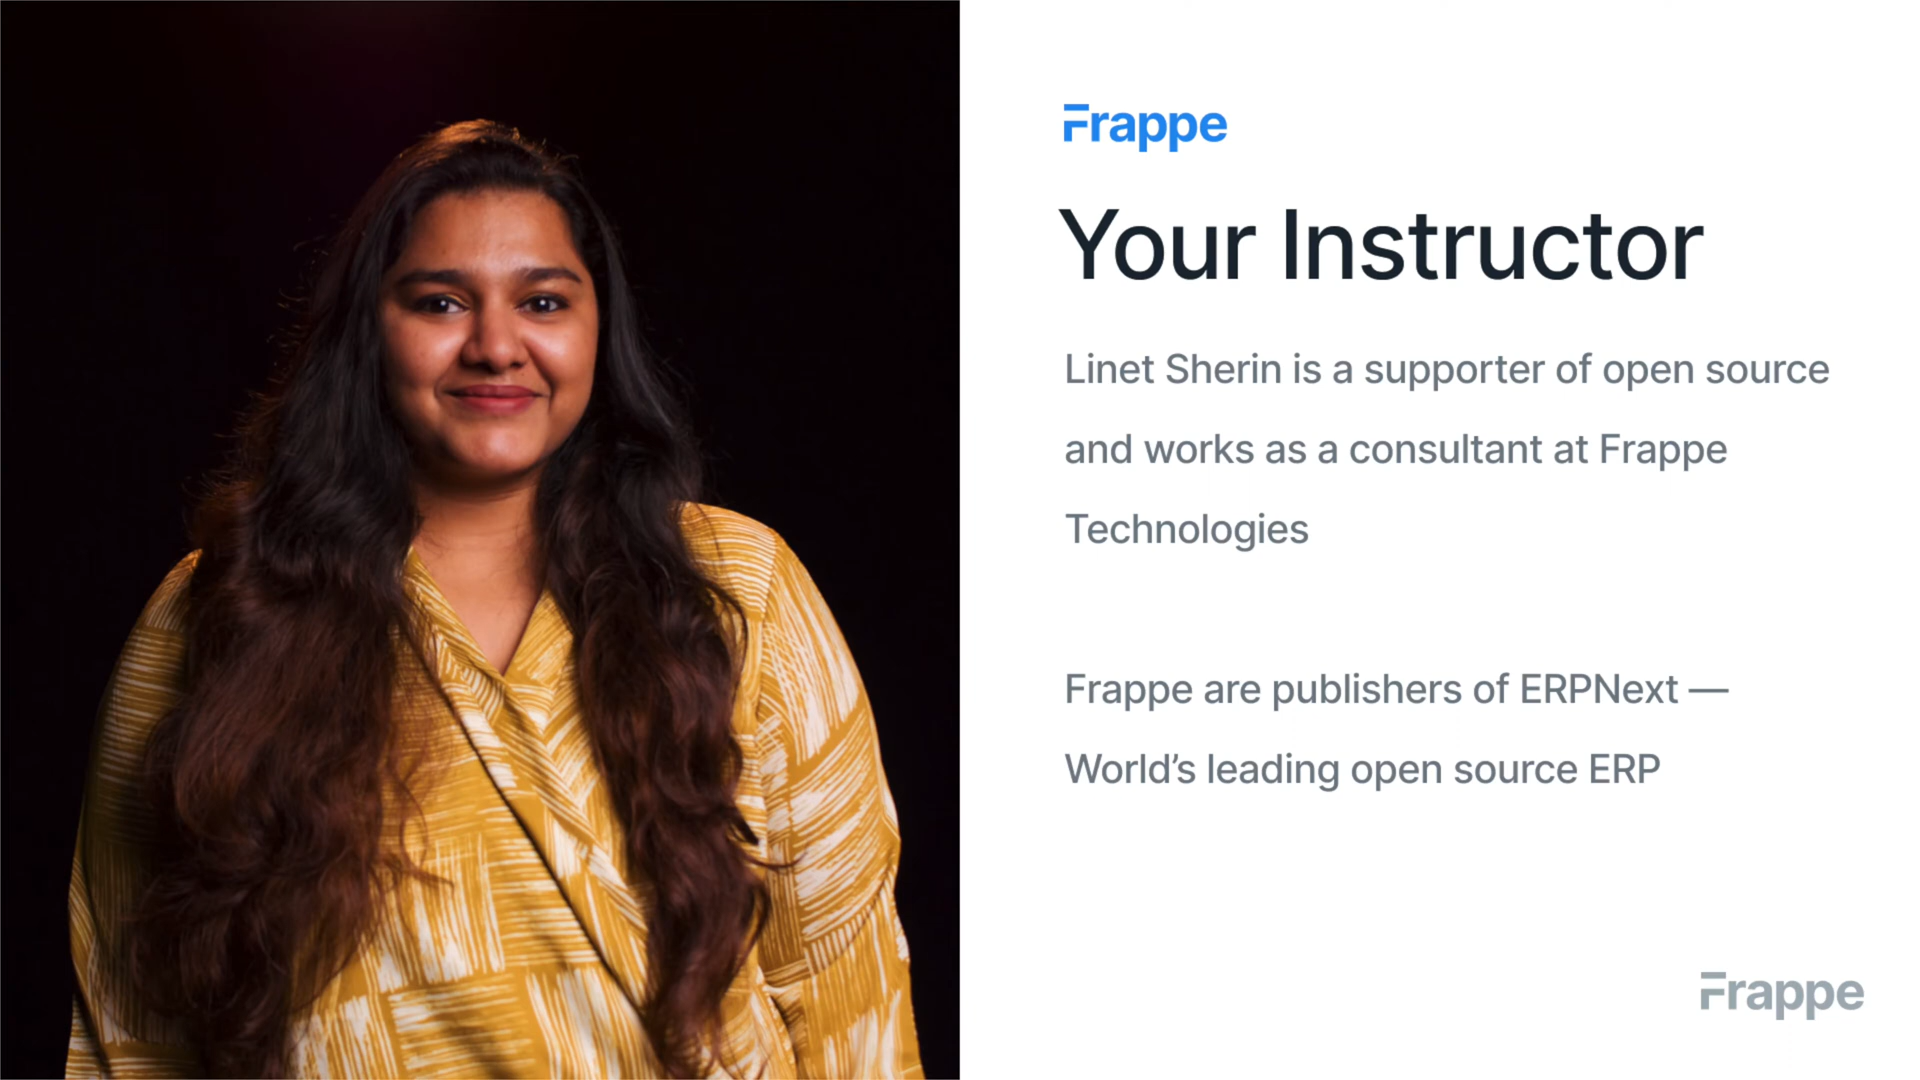 Frappe
Your Instructor
Linet Sherin is a supporter of open source
and works as a consultant at Frappe
Technologies
Frappe are publishers of ERPNext —
World’s leading open source ERP
Frappe